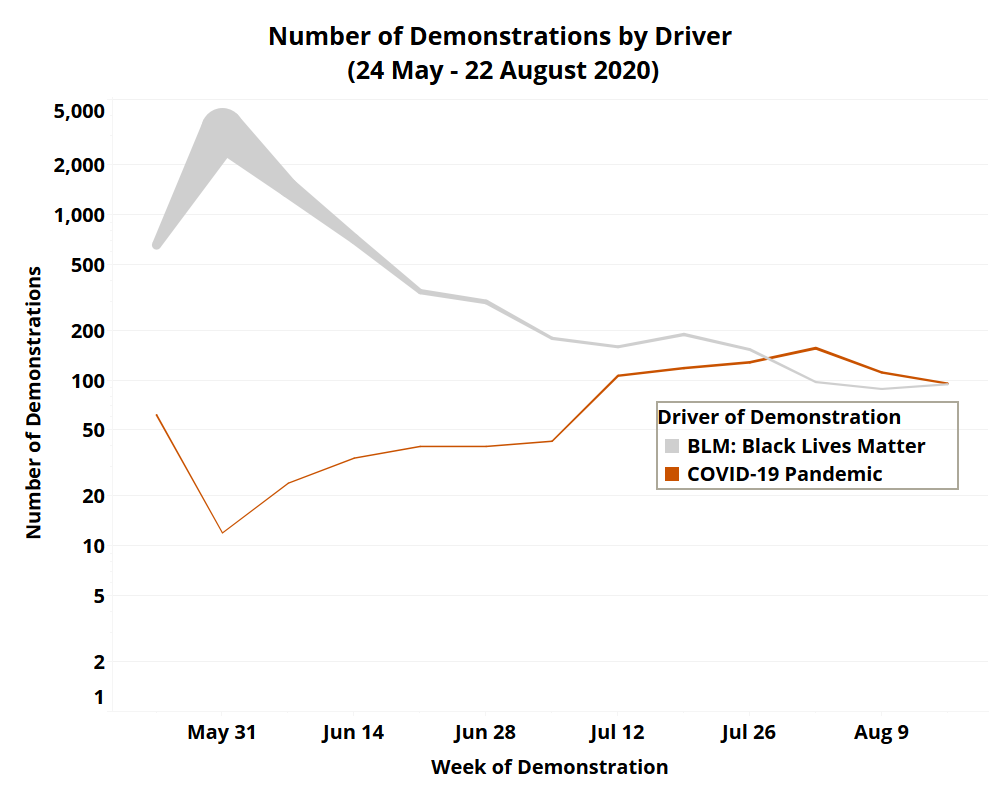 Number of Demonstrations by Driver
(24 May - 22 August 2020)
Number of Demonstrations
5,000
2,000
1,000
500
200
100
50
20
10
5
2
1
Driver of Demonstration
BLM: Black Lives Matter
COVID-19 Pandemic
May 31
Jun 14
Jun 28
Jul 12
Jul 26
Aug 9
Week of Demonstration